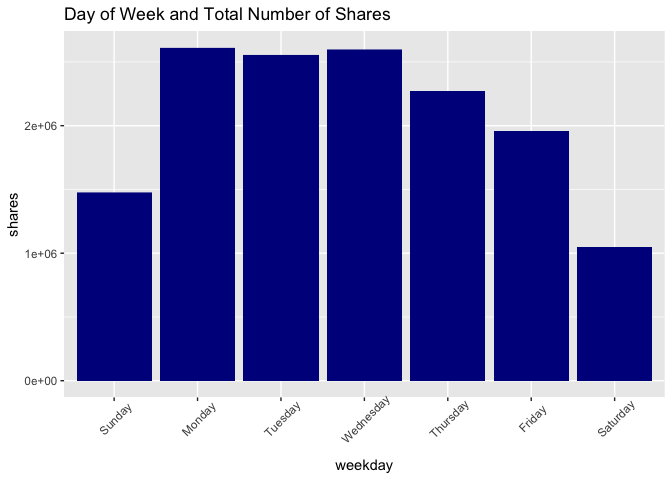 Day of Week and Total Number of Shares
shares
2e+06
1e+06
0e+00
Sunday
Monday
Tuesday
Wednesday
Thursday
Friday
Saturday
weekday